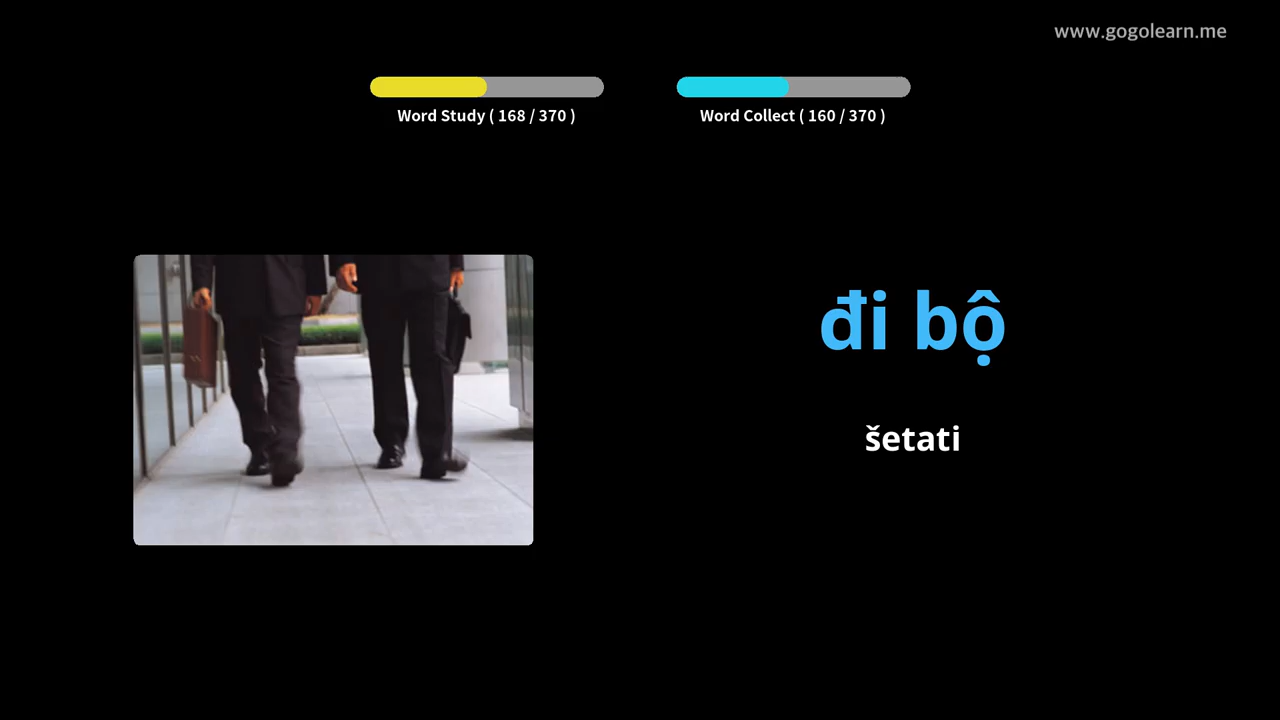 www.gogolearn.me
Word Study ( 168 / 370 )
Word Collect ( 160 / 370 )
đi bộ
šetati